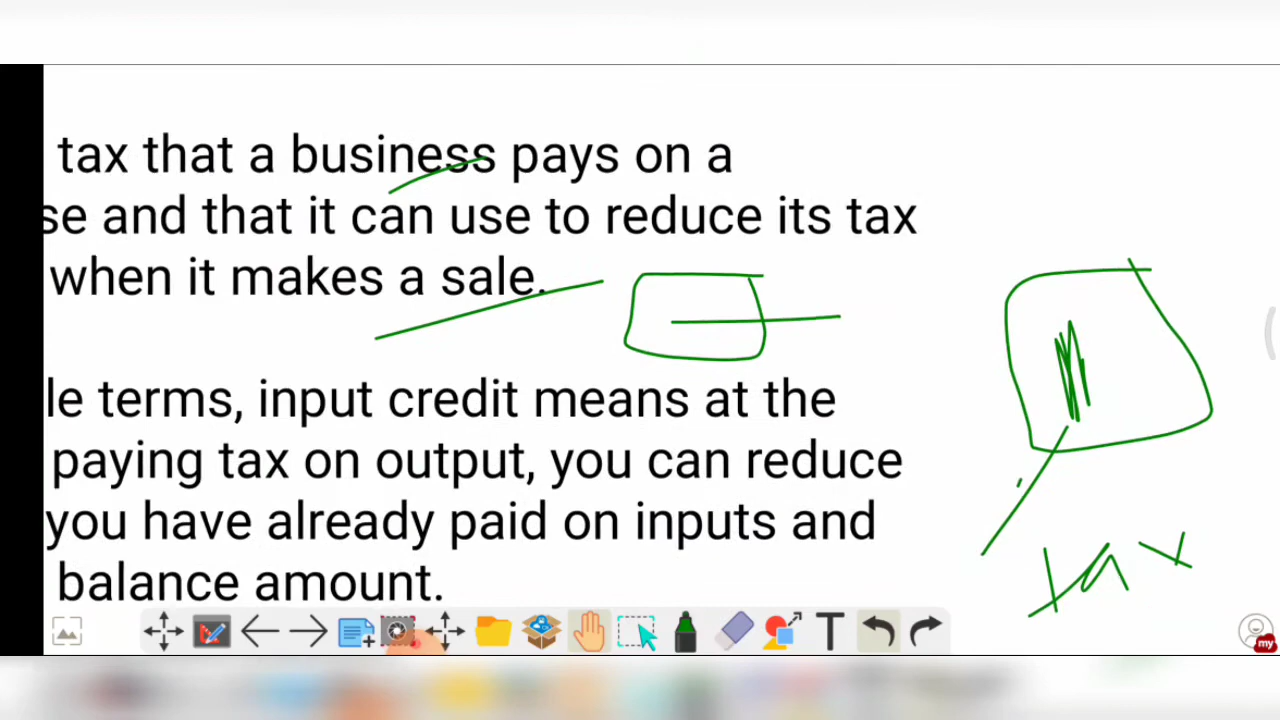 tax that a business pays on a
se and that it can use to reduce its tax
when it makes a sale.
le terms, input credit means at the
paying tax on output, you can reduce
you have already paid on inputs and
balance amount.
tax
T
my